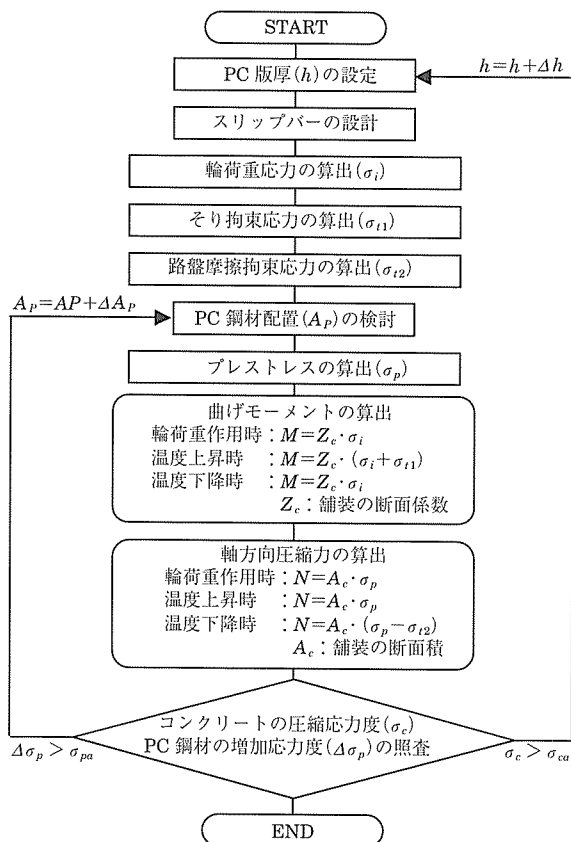 START
PC 版厚(h)の設定
h=h+Δh
スリップバーの設計
輪荷重応力の算出(σi)
そり拘束応力の算出(σt1)
路盤摩擦拘束応力の算出(σt2)
AP=AP+ΔAP
PC 鋼材配置(AP)の検討
プレストレスの算出(σp)
曲げモーメントの算出
輪荷重作用時：M=Zc・σi
温度上昇時　：M=Zc・(σi+σt1)
温度下降時　：M=Zc・σi
Zc：舗装の断面係数
軸方向圧縮力の算出
輪荷重作用時：N=Ac・σp
温度上昇時　：N=Ac・σp
温度下降時　：N=Ac・(σp−σt2)
Ac：舗装の断面積
コンクリートの圧縮応力度(σc)
PC 鋼材の増加応力度(Δσp)の照査
Δσp＞σpa
σc＞σca
END